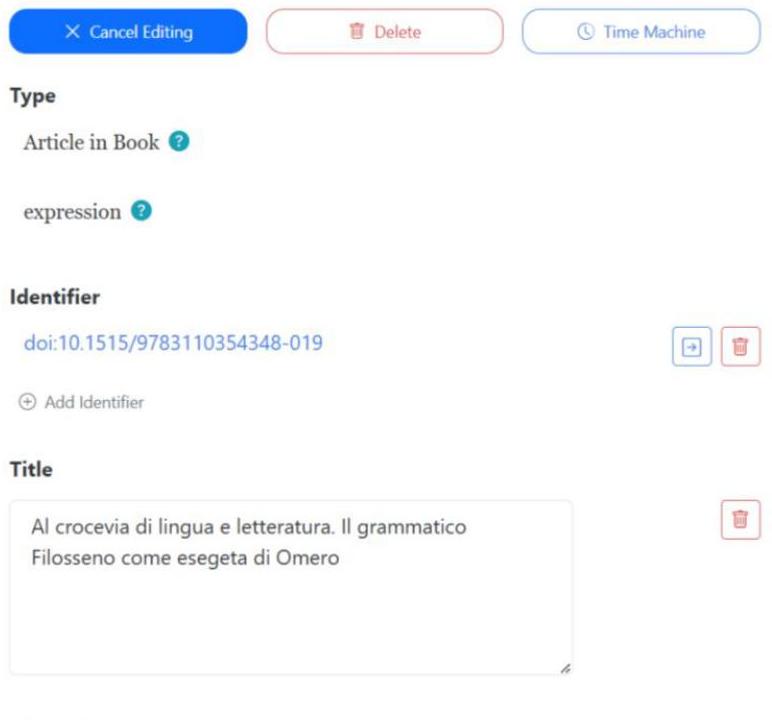 Cancel Editing
Delete
Time Machine
Type
Article in Book
expression
Identifier
doi:10.1515/9783110354348-019
Add Identifier
Title
Al crocevia di lingua e letteratura. Il grammatico
Filosseno come esegeta di Omero